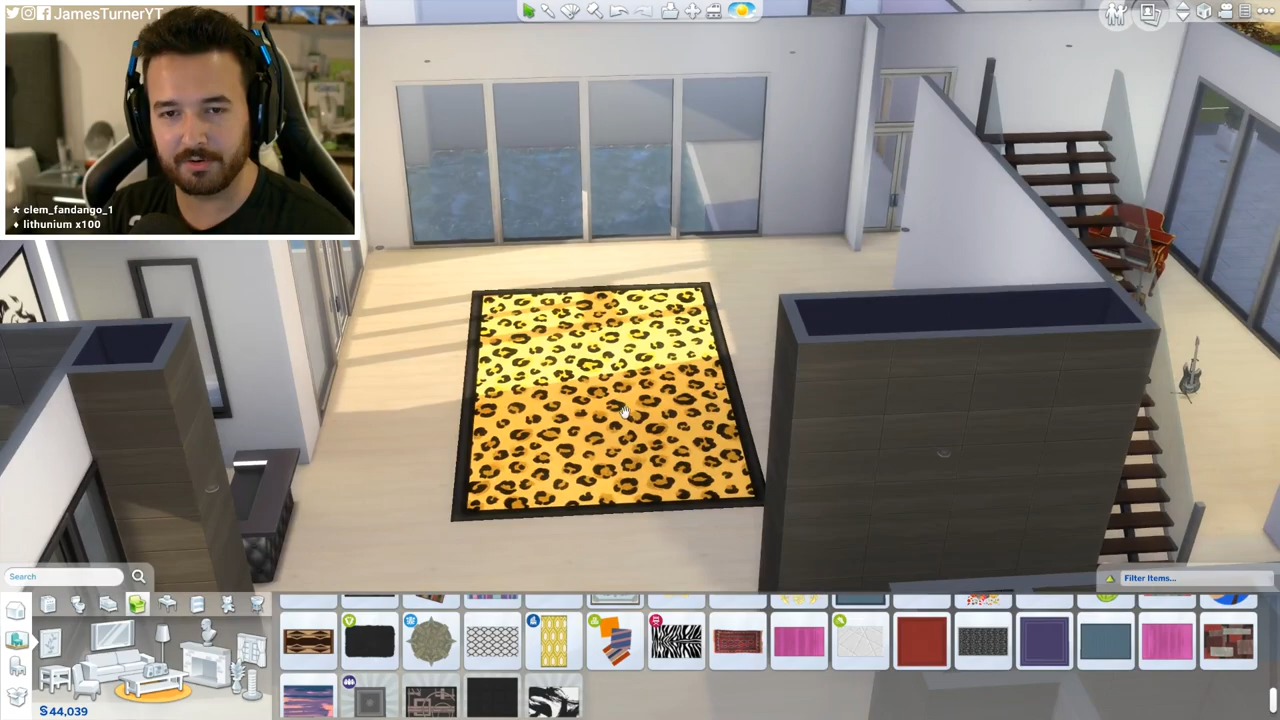 JamesTurnerYT
★ clem_fandango_1
♦ lithunium x100
Search
Filter Items...
§44,039